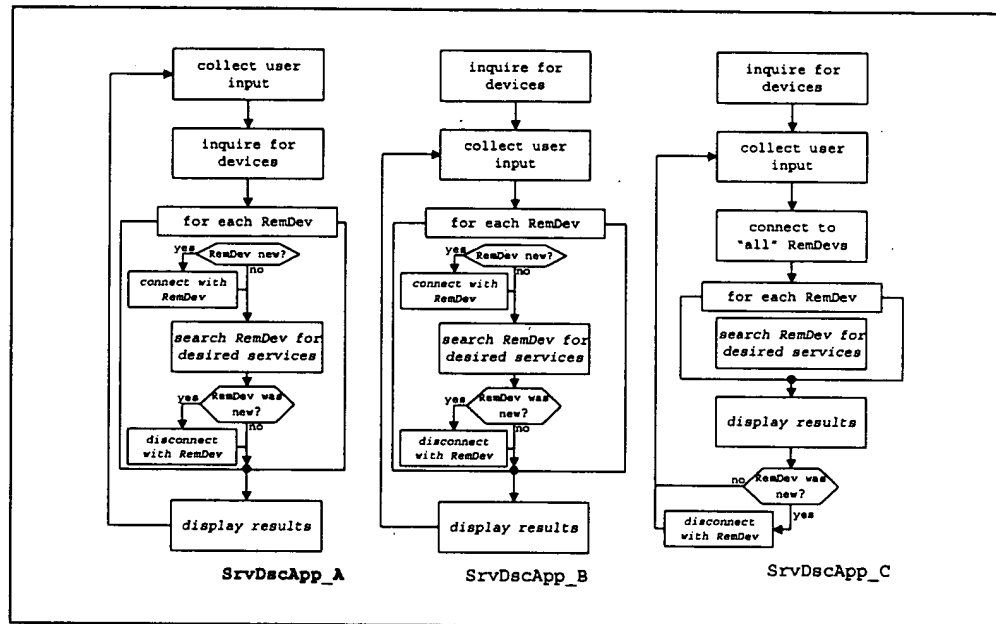 collect user
input
inquire for
devices
for each RemDev
yes
RemDev new?
no
connect with
RemDev
search RemDev for
desired services
RemDev was
new?
yes
no
disconnect
with RemDev
display results
SrvDscApp_A
inquire for
devices
collect user
input
for each RemDev
yes
RemDev new?
no
connect with
RemDev
search RemDev for
desired services
RemDev was
new?
yes
no
disconnect
with RemDev
display results
SrvDscApp_B
inquire for
devices
collect user
input
connect to
"all" RemDevs
for each RemDev
search RemDev for
desired services
display results
no
RemDev was
new?
yes
disconnect
with RemDev
SrvDscApp_C